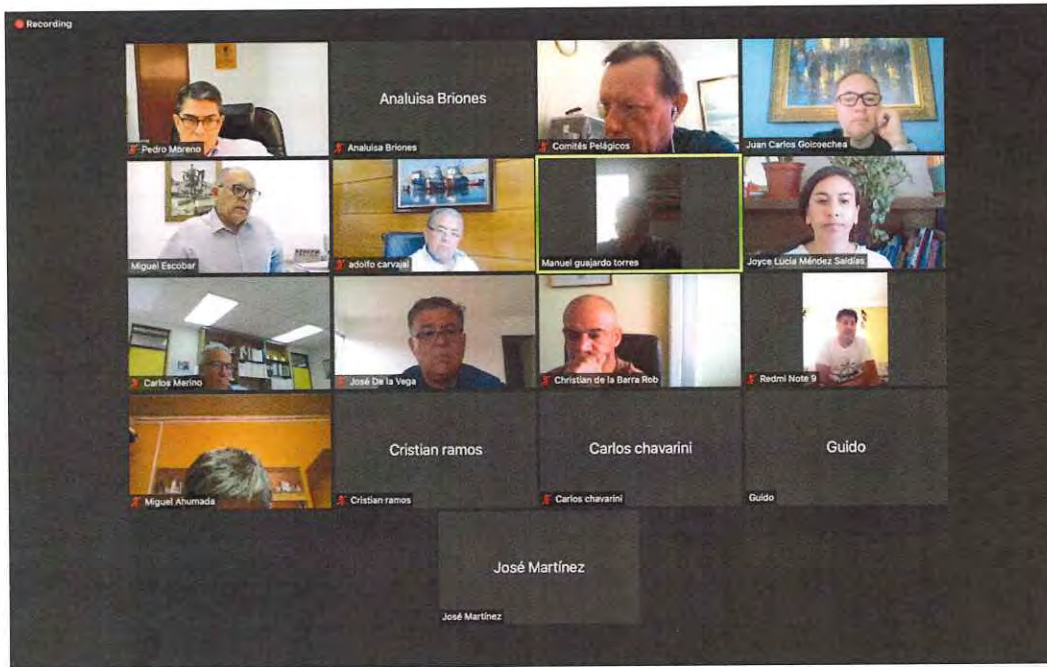 Recording
Pedro Moreno
Analuisa Briones
Analuisa Briones
Comités Pelágicos
Juan Carlos Goicoechea
Miguel Escobar
adolfo carvajal
Manuel guajardo torres
Joyce Lucía Méndez Saldías
Carlos Merino
José De la Vega
Christian de la Barra Rob
Redmi Note 9
Miguel Ahumada
Cristian ramos
Cristian ramos
Carlos chavarini
Carlos chavarini
Guido
Guido
José Martínez
José Martínez